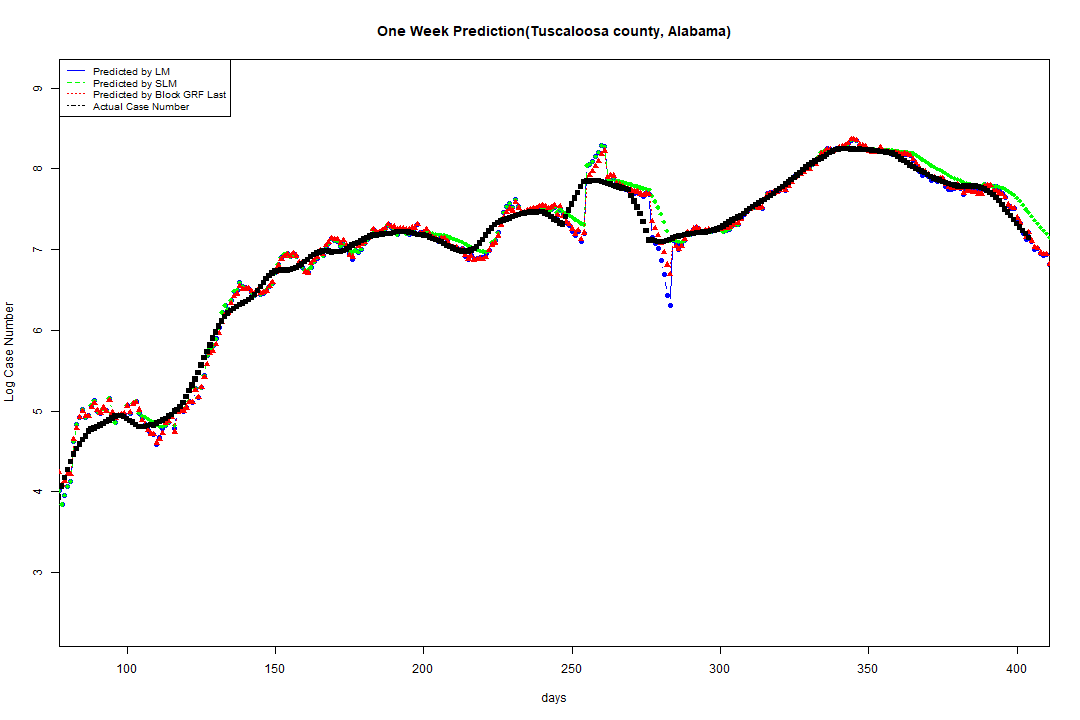 One Week Prediction(Tuscaloosa county, Alabama)
Predicted by LM
Predicted by SLM
Predicted by Block GRF Last
Actual Case Number
9
8
7
6
5
4
3
Log Case Number
100 150 200 250 300 350 400
days